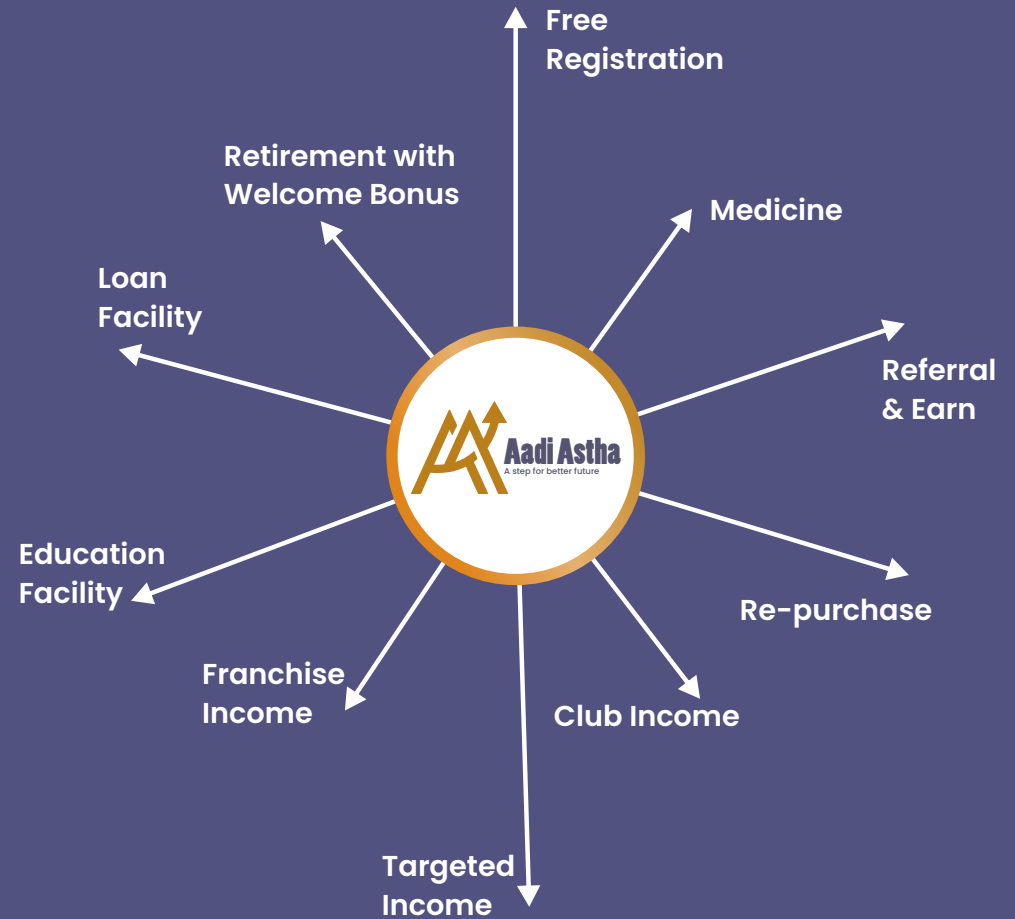 Free
Registration
Retirement with
Welcome Bonus
Medicine
Loan
Facility
Referral
& Earn
Aadi Astha
A step for better future
Education
Facility
Re-purchase
Franchise
Income
Club Income
Targeted
Income